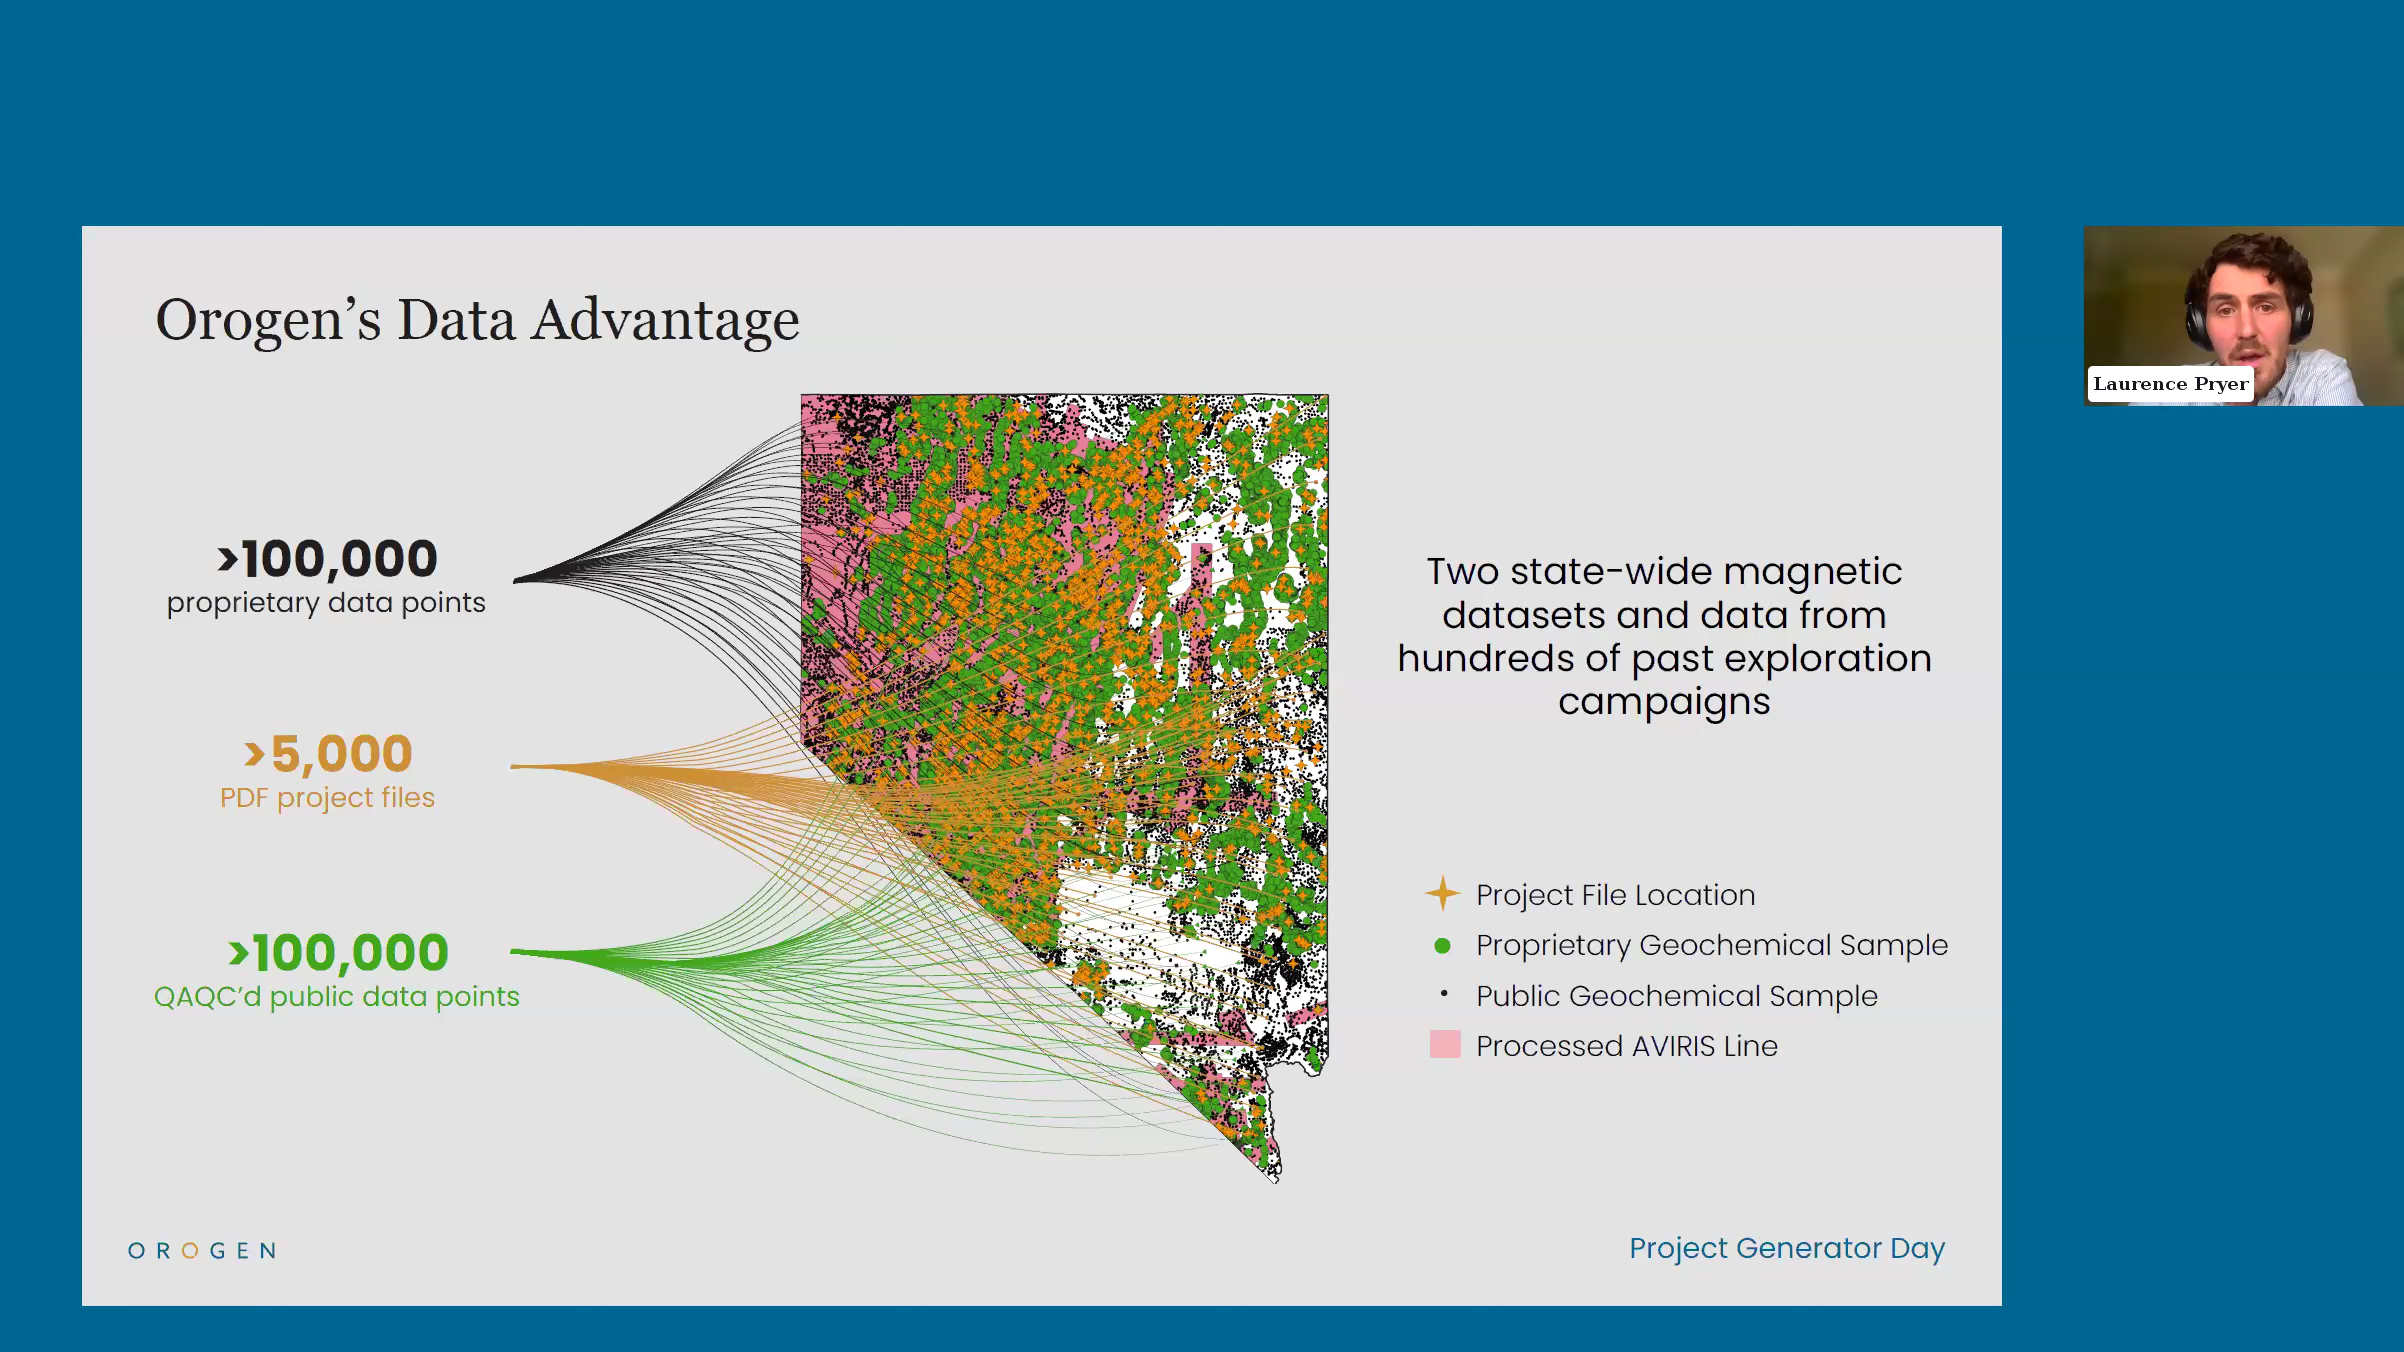 Orogen’s Data Advantage
Laurence Pryer
>100,000
proprietary data points
>5,000
PDF project files
>100,000
QAQC’d public data points
Two state-wide magnetic
datasets and data from
hundreds of past exploration
campaigns
Project File Location
Proprietary Geochemical Sample
Public Geochemical Sample
Processed AVIRIS Line
OROGEN
Project Generator Day